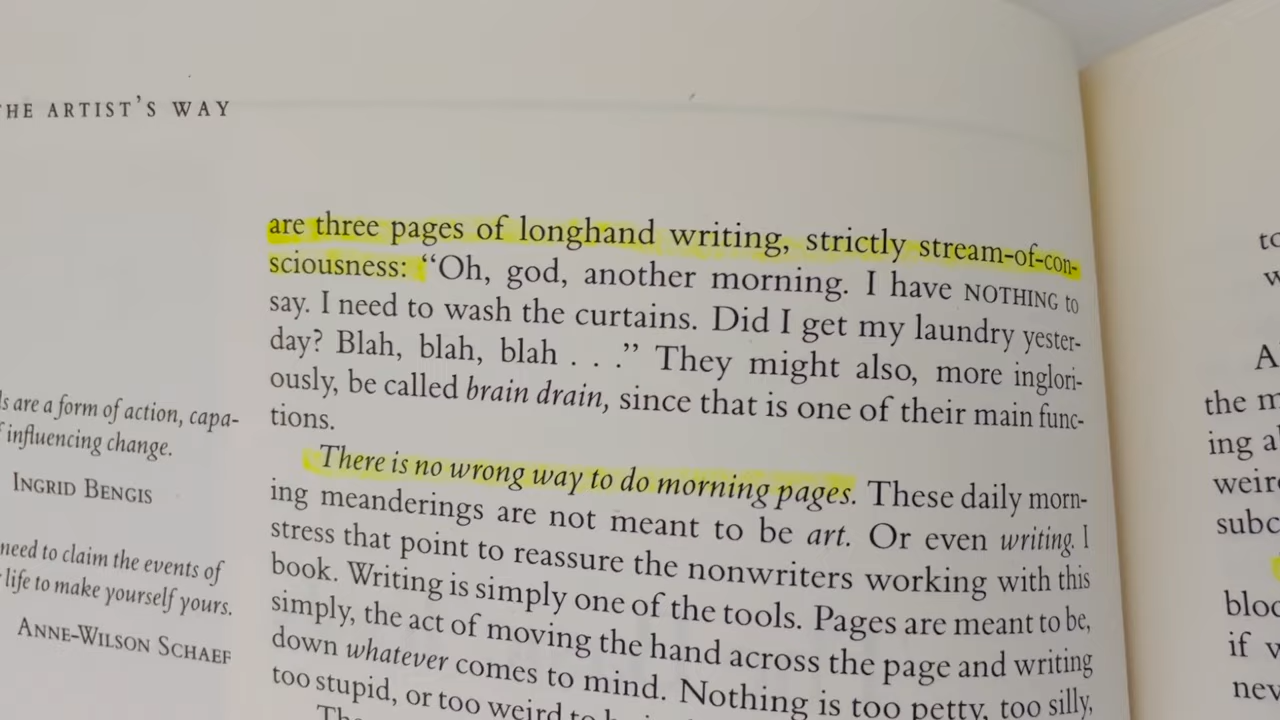 THE ARTIST'S WAY
are three pages of longhand writing, strictly stream-of-con-
sciousness: “Oh, god, another morning. I have NOTHING to
say. I need to wash the curtains. Did I get my laundry yester-
day? Blah, blah, blah . . .” They might also, more inglori-
ously, be called brain drain, since that is one of their main func-
tions.
There is no wrong way to do morning pages. These daily morn-
ing meanderings are not meant to be art. Or even writing. I
stress that point to reassure the nonwriters working with this
book. Writing is simply one of the tools. Pages are meant to be,
simply, the act of moving the hand across the page and writing
down whatever comes to mind. Nothing is too petty, too silly,
too stupid, or too weird to
are a form of action, capa-
influencing change.
INGRID BENGIS
need to claim the events of
life to make yourself yours.
ANNE-WILSON SCHAEF
the
if